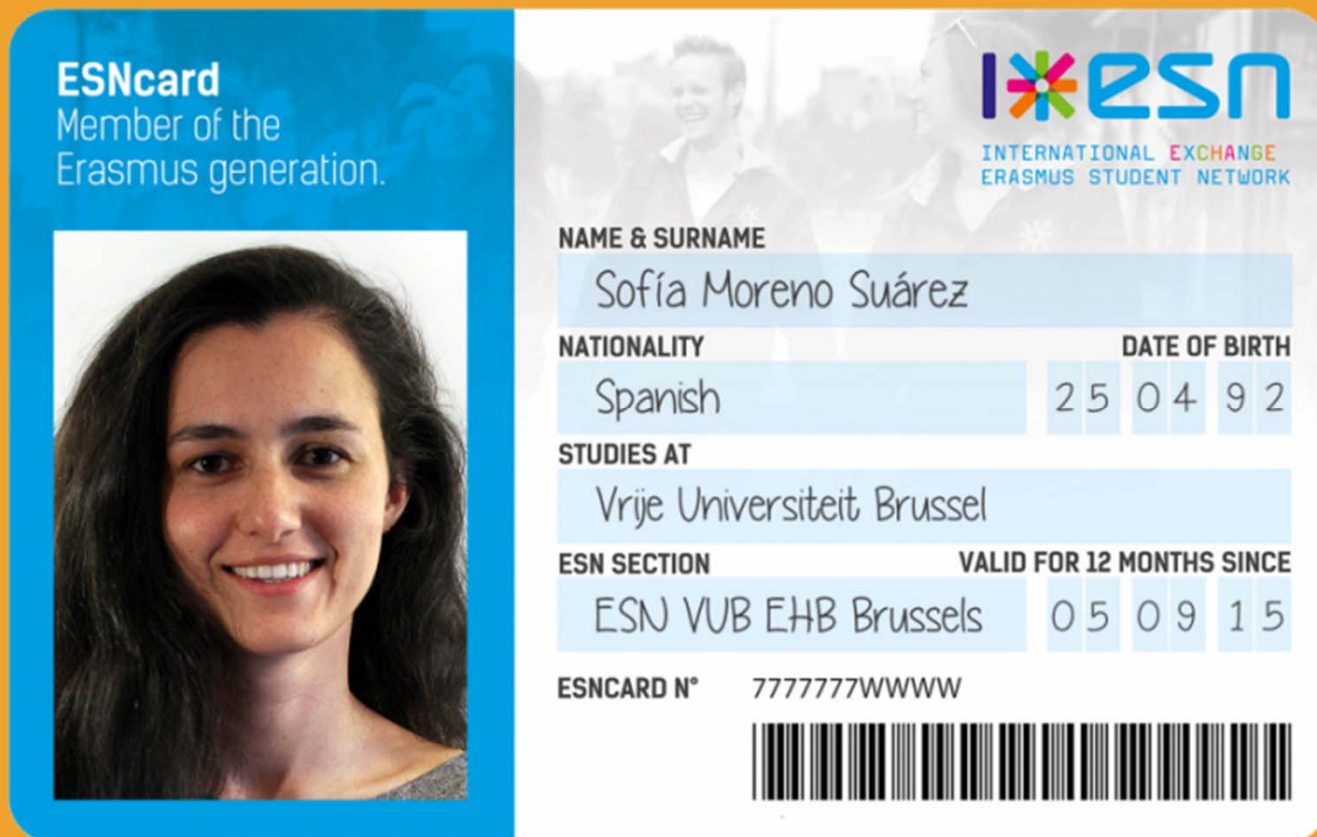 ESNcard
Member of the
Erasmus generation.
esn
INTERNATIONAL EXCHANGE
ERASMUS STUDENT NETWORK
NAME & SURNAME
Sofía Moreno Suárez
NATIONALITY DATE OF BIRTH
Spanish 25 04 92
STUDIES AT
Vrije Universiteit Brussel
ESN SECTION VALID FOR 12 MONTHS SINCE
ESN VUB EHB Brussels 05 09 15
ESNCARD N° 7777777WWWW